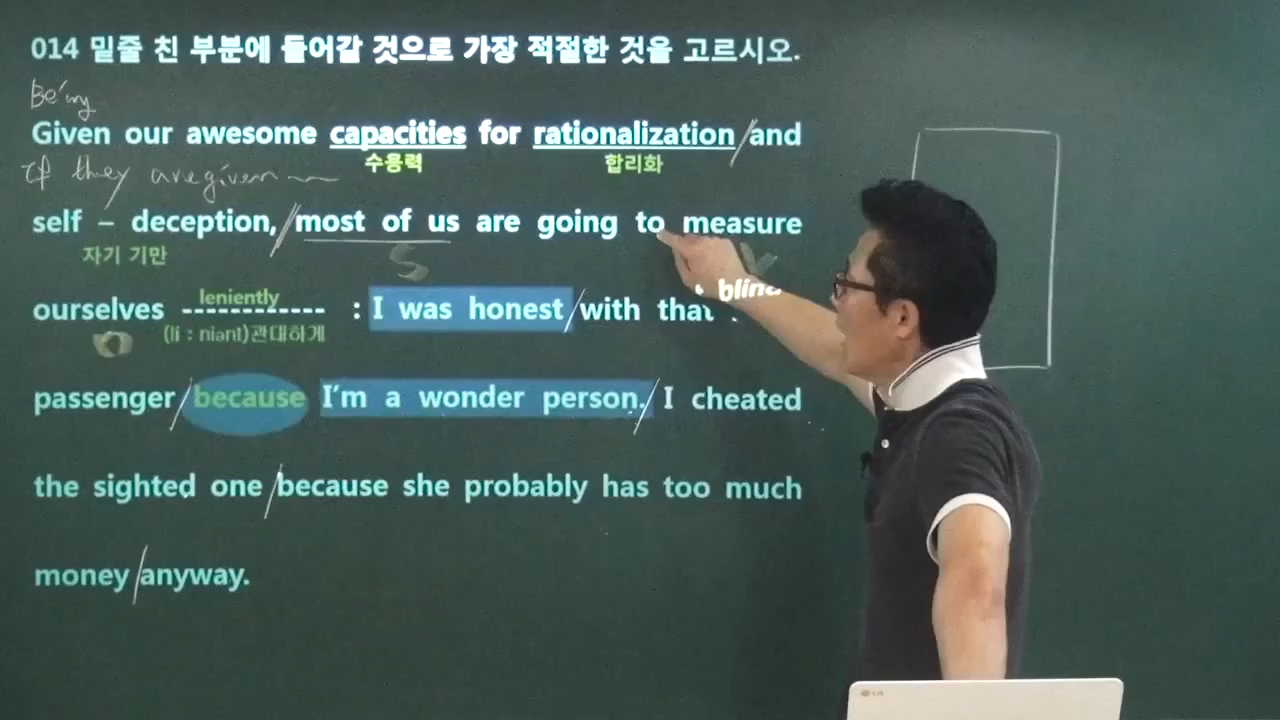 014 밑줄 친 부분에 들어갈 것으로 가장 적절한 것을 고르시오.
Being
Given our awesome capacities for rationalization / and
수용력 합리화
If they are given
self – deception, / most of us are going to measure
자기 기만 S V
leniently
ourselves ------------ : I was honest / with that blind
O (li : niənt)관대하게
passenger / because I'm a wonder person. / I cheated
the sighted one / because she probably has too much
money / anyway.
LG